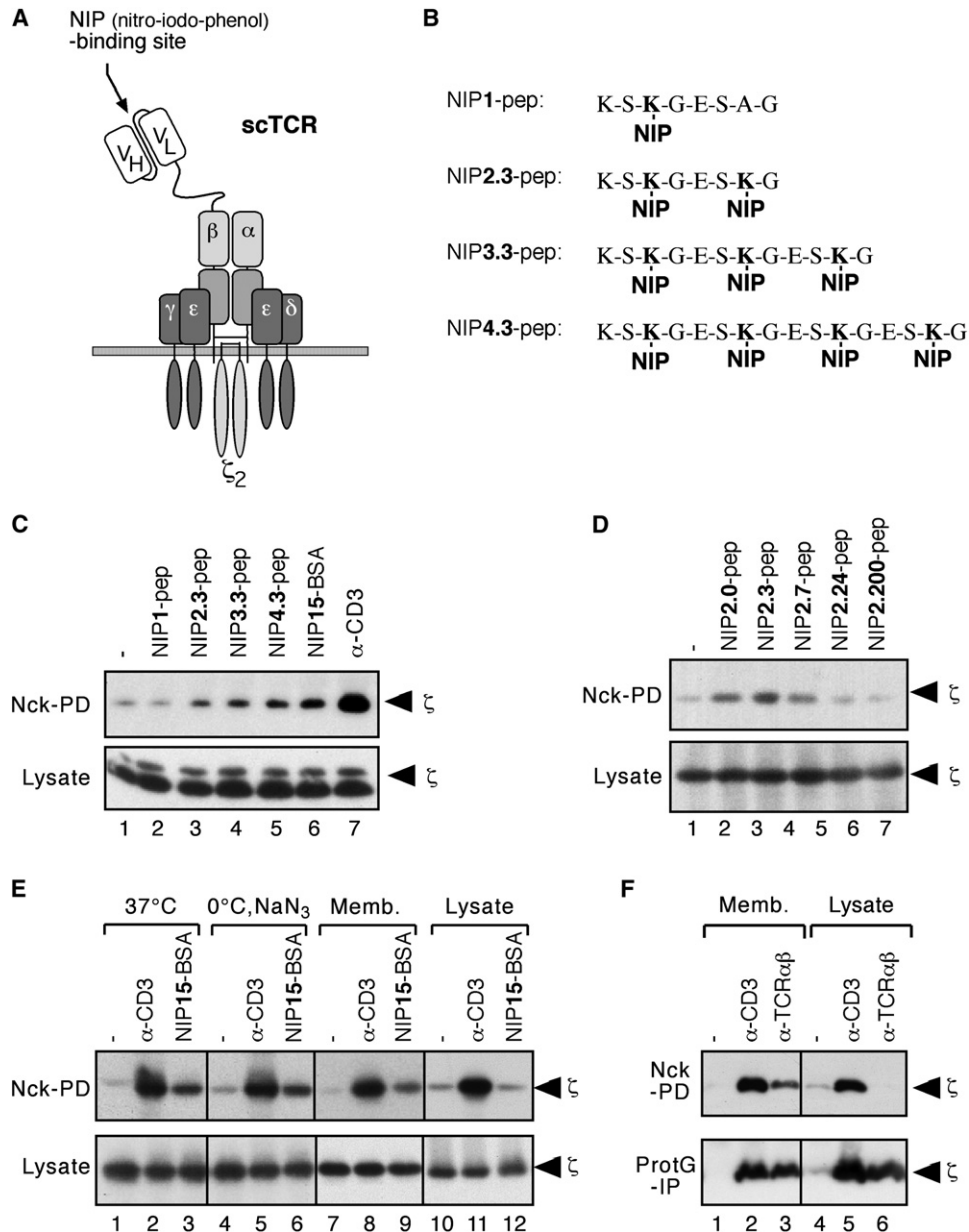 A
NIP (nitro-iodo-phenol)
-binding site
scTCR
VH
VL
β
α
γ
ε
ε
δ
ζ2
B
NIP1-pep: K-S-K-G-E-S-A-G
NIP
NIP2.3-pep: K-S-K-G-E-S-K-G
NIP NIP
NIP3.3-pep: K-S-K-G-E-S-K-G-E-S-K-G
NIP NIP NIP
NIP4.3-pep: K-S-K-G-E-S-K-G-E-S-K-G-E-S-K-G
NIP NIP NIP NIP
C
-
NIP1-pep
NIP2.3-pep
NIP3.3-pep
NIP4.3-pep
NIP15-BSA
α-CD3
Nck-PD ζ
Lysate ζ
1 2 3 4 5 6 7
D
-
NIP2.0-pep
NIP2.3-pep
NIP2.7-pep
NIP2.24-pep
NIP2.200-pep
Nck-PD ζ
Lysate ζ
1 2 3 4 5 6 7
E
37°C 0°C, NaN3 Memb. Lysate
-
α-CD3
NIP15-BSA
-
α-CD3
NIP15-BSA
-
α-CD3
NIP15-BSA
-
α-CD3
NIP15-BSA
Nck-PD ζ
Lysate ζ
1 2 3 4 5 6 7 8 9 10 11 12
F
Memb. Lysate
-
α-CD3
α-TCRαβ
-
α-CD3
α-TCRαβ
Nck
-PD ζ
ProtG
-IP ζ
1 2 3 4 5 6